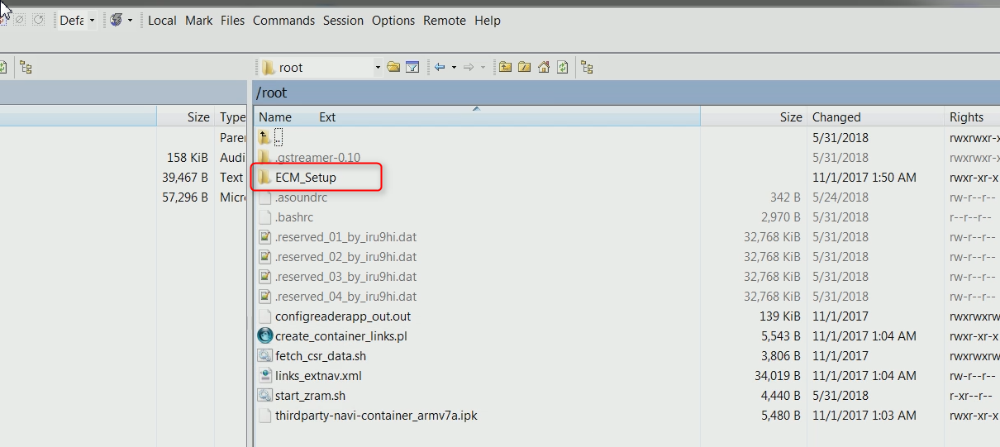 Defa Local Mark Files Commands Session Options Remote Help
root
/root
Size Type Name Ext Size Changed Rights
Paren .. 5/31/2018 rwxrwxr-x
158 KiB Audi .gstreamer-0.10 5/31/2018 rwxrwxr-x
39,467 B Text ECM_Setup 11/1/2017 1:50 AM rwxr-xr-x
57,296 B Micro .asoundrc 342 B 5/24/2018 rw-r--r--
.bashrc 2,970 B 5/31/2018 r--r--r--
.reserved_01_by_iru9hi.dat 32,768 KiB 5/31/2018 rw-r--r--
.reserved_02_by_iru9hi.dat 32,768 KiB 5/31/2018 rw-r--r--
.reserved_03_by_iru9hi.dat 32,768 KiB 5/31/2018 rw-r--r--
.reserved_04_by_iru9hi.dat 32,768 KiB 5/31/2018 rw-r--r--
configreaderapp_out.out 139 KiB 11/1/2017 rwxrwxrw
create_container_links.pl 5,543 B 11/1/2017 1:04 AM rwxr-xr-x
fetch_csr_data.sh 3,806 B 11/1/2017 rwxrwxrw
links_extnav.xml 34,019 B 11/1/2017 1:04 AM rw-r--r--
start_zram.sh 4,440 B 5/31/2018 r-xr--r--
thirdparty-navi-container_armv7a.ipk 5,480 B 11/1/2017 1:03 AM rwxr-xr-x